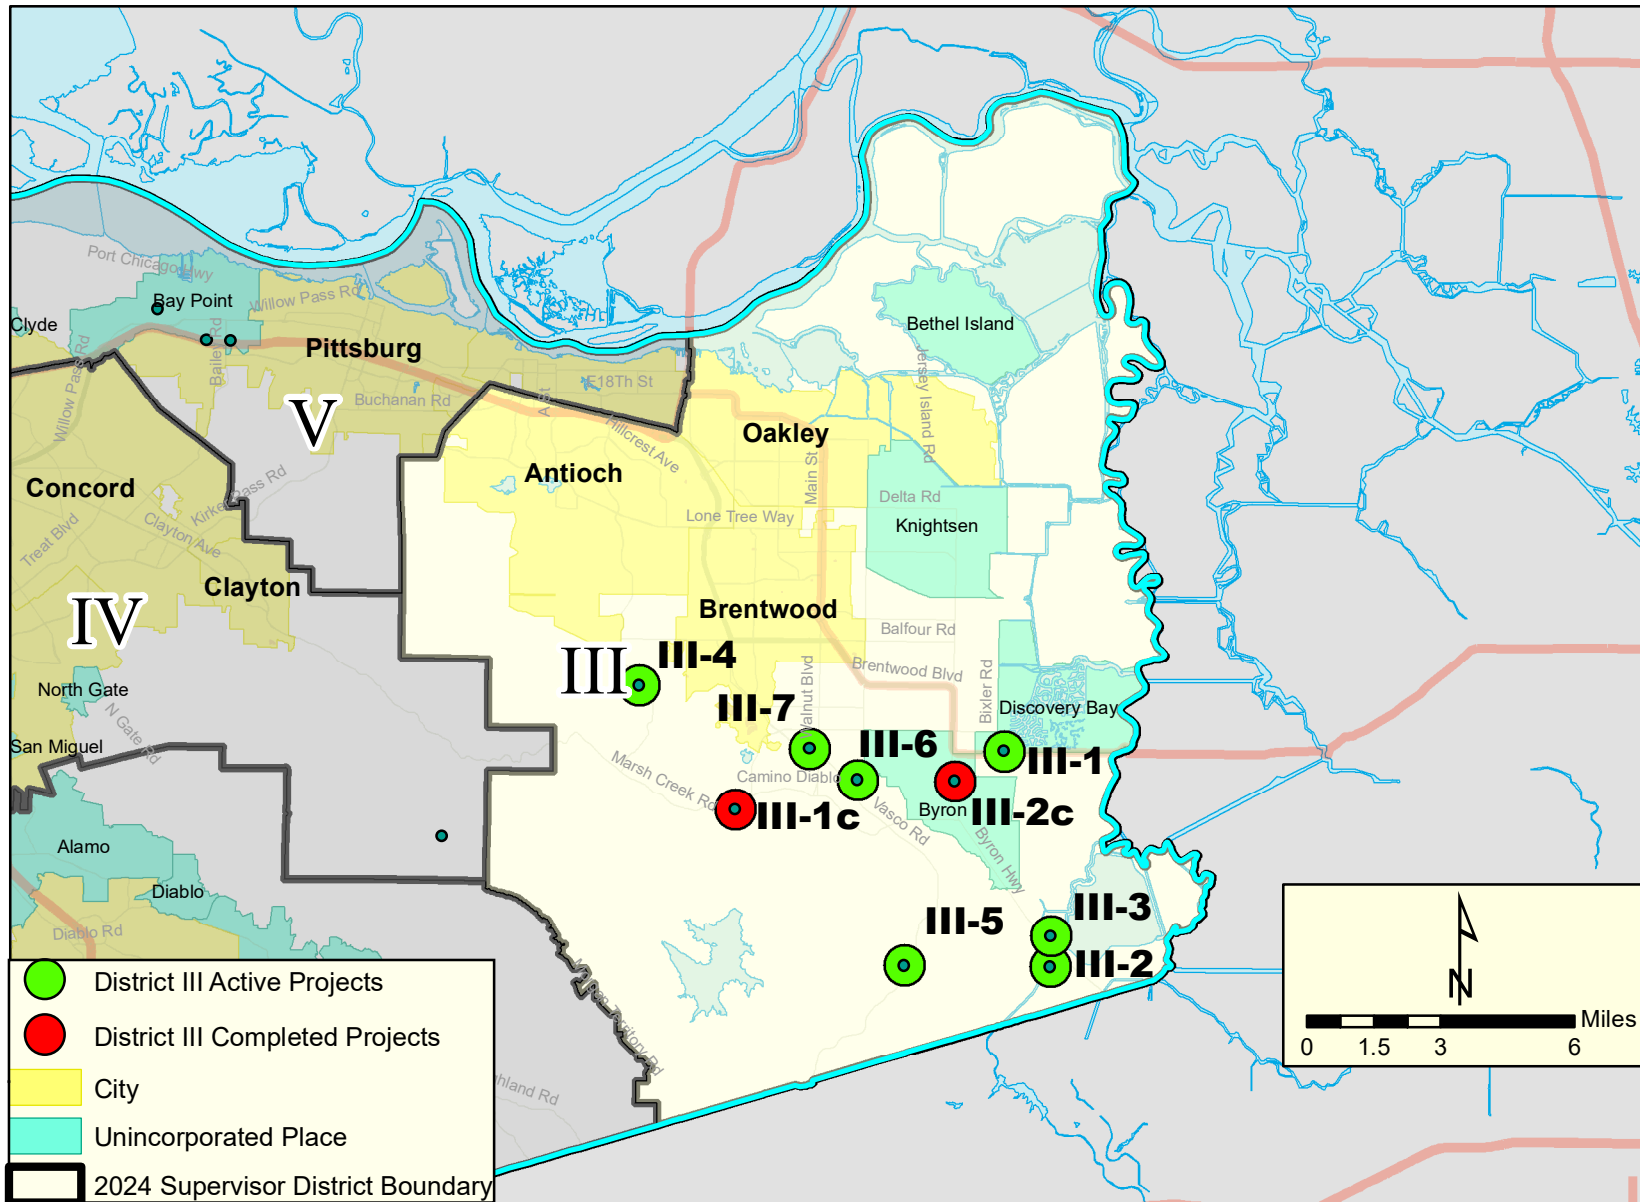 Port Chicago Hwy
Bay Point
Willow Pass Rd
Clyde
Bailey Rd
Pittsburg
Willow Pass Rd
Bethel Island
E18Th St
A St
Buchanan Rd
V
Jersey Island Rd
Hillcrest Ave
Oakley
Antioch
Main St
Concord
Kirker Pass Rd
Delta Rd
Lone Tree Way
Knightsen
Treat Blvd
Clayton Ave
Clayton
IV
Brentwood
Balfour Rd
III
III-4
Brentwood Blvd
Walnut Blvd
Bixler Rd
North Gate
N Gate Rd
III-7
Discovery Bay
San Miguel
III-6
III-1
Marsh Creek Rd
Camino Diablo
III-1c
Vasco Rd
Byron
III-2c
Byron Hwy
Alamo
Diablo
Diablo Rd
III-5
III-3
III-2
District III Active Projects
District III Completed Projects
City
Unincorporated Place
2024 Supervisor District Boundary
N
Miles
0 1.5 3 6